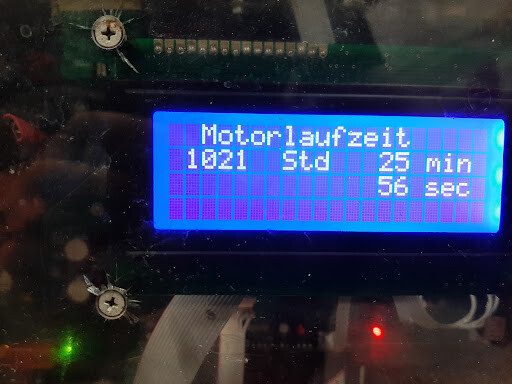 Motorlaufzeit
1021 Std 25 min
56 sec